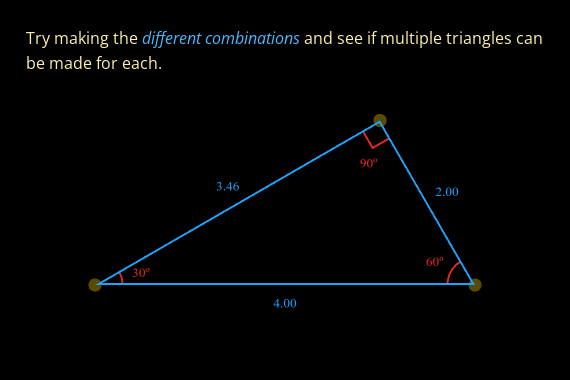 Try making the different combinations and see if multiple triangles can
be made for each.
90º
3.46
2.00
60º
30º
4.00